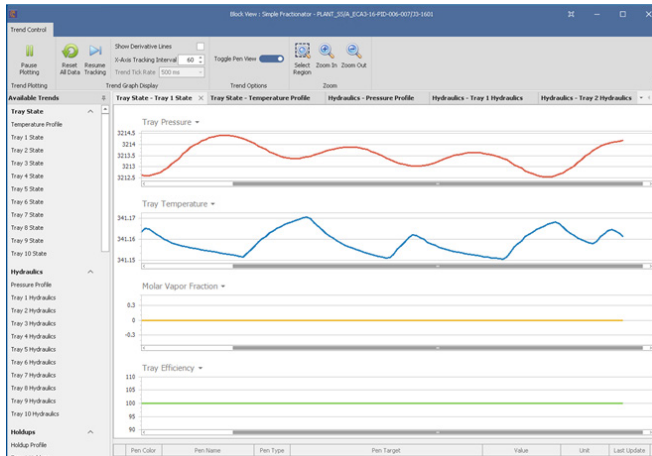 Block View : Simple Fractionator - PLANT_SS/A_ECA3-16-PID-006-007/J3-1601
Trend Control
Pause Plotting
Reset All Data
Resume Tracking
Show Derivative Lines
X-Axis Tracking Interval 60
Trend Tick Rate 500 ms
Toggle Pen View
Select Region
Zoom In
Zoom Out
Trend Plotting
Trend Graph Display
Trend Options
Zoom
Available Trends
Tray State - Tray 1 State
Tray State - Temperature Profile
Hydraulics - Pressure Profile
Hydraulics - Tray 1 Hydraulics
Hydraulics - Tray 2 Hydraulics
Tray State
Temperature Profile
Tray 1 State
Tray 2 State
Tray 3 State
Tray 4 State
Tray 5 State
Tray 6 State
Tray 7 State
Tray 8 State
Tray 9 State
Tray 10 State
Hydraulics
Pressure Profile
Tray 1 Hydraulics
Tray 2 Hydraulics
Tray 3 Hydraulics
Tray 4 Hydraulics
Tray 5 Hydraulics
Tray 6 Hydraulics
Tray 7 Hydraulics
Tray 8 Hydraulics
Tray 9 Hydraulics
Tray 10 Hydraulics
Holdups
Holdup Profile
Tray Pressure
3214.5
3214
3213.5
3213
3212.5
Tray Temperature
341.17
341.16
341.15
Molar Vapor Fraction
0.3
0
-0.3
Tray Efficiency
110
105
100
95
90
Pen Color
Pen Name
Pen Type
Pen Target
Value
Unit
Last Update